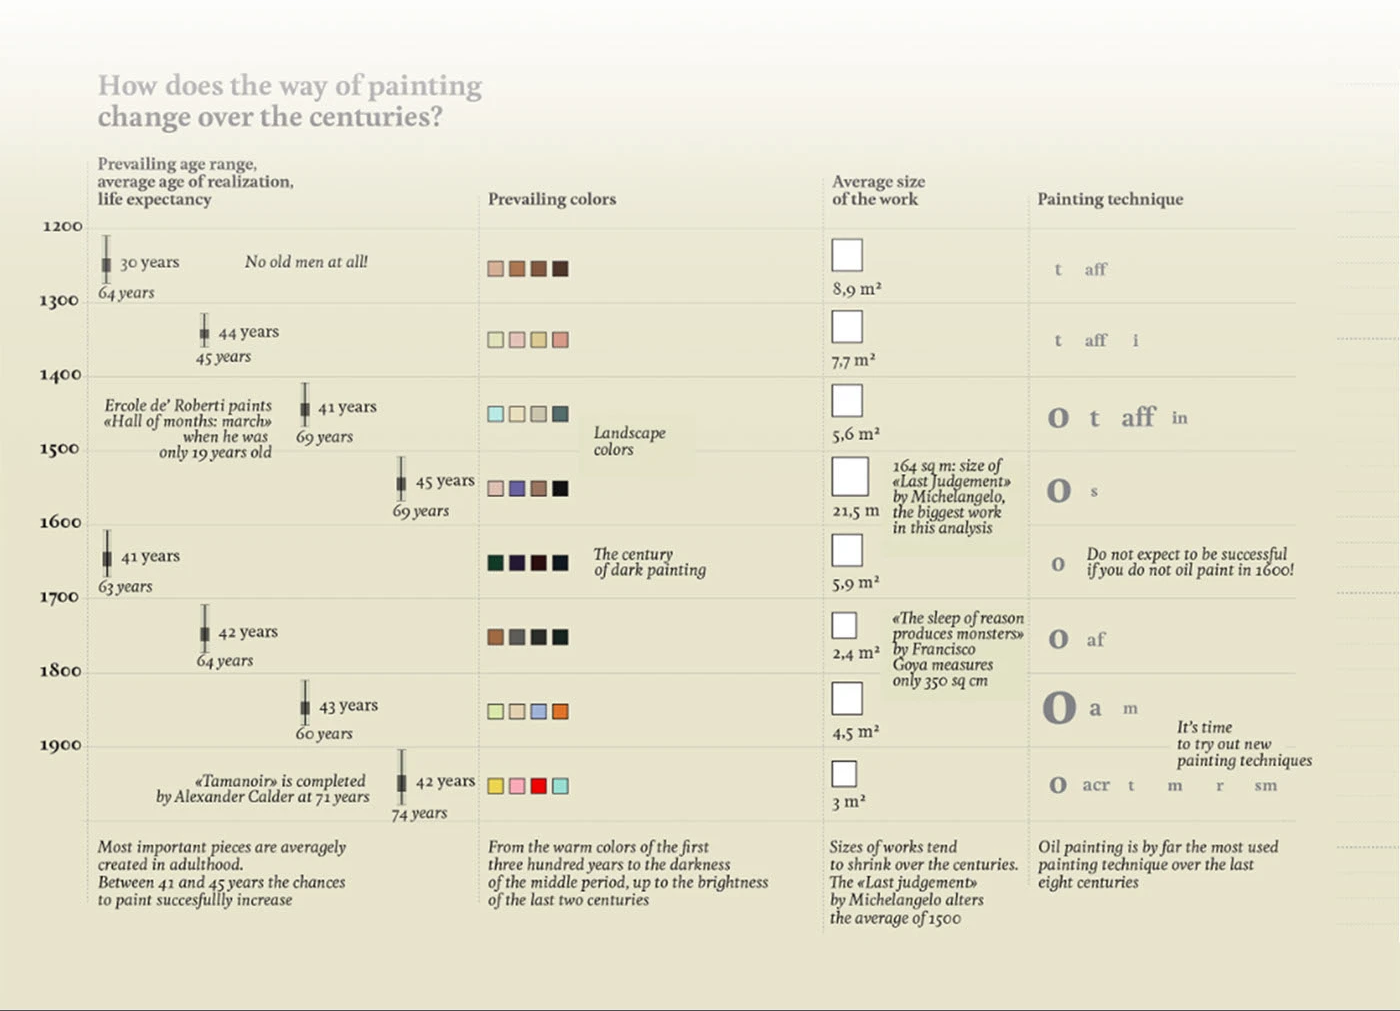 How does the way of painting
change over the centuries?
Prevailing age range,
average age of realization,
life expectancy
Prevailing colors
Average size
of the work
Painting technique
1200
30 years
64 years
No old men at all!
8,9 m²
t aff
1300
44 years
45 years
7,7 m²
t aff i
1400
Ercole de' Roberti paints
«Hall of months: march»
when he was
only 19 years old
41 years
69 years
Landscape
colors
5,6 m²
O t aff in
1500
45 years
69 years
21,5 m
164 sq m: size of
«Last Judgement»
by Michelangelo,
the biggest work
in this analysis
O s
1600
41 years
63 years
The century
of dark painting
5,9 m²
o
Do not expect to be successful
if you do not oil paint in 1600!
1700
42 years
64 years
2,4 m²
«The sleep of reason
produces monsters»
by Francisco
Goya measures
only 350 sq cm
O af
1800
43 years
60 years
4,5 m²
O a m
It's time
to try out new
painting techniques
1900
«Tamanoir» is completed
by Alexander Calder at 71 years
42 years
74 years
3 m²
O acr t m r sm
Most important pieces are averagely
created in adulthood.
Between 41 and 45 years the chances
to paint succesfullly increase
From the warm colors of the first
three hundred years to the darkness
of the middle period, up to the brightness
of the last two centuries
Sizes of works tend
to shrink over the centuries.
The «Last judgement»
by Michelangelo alters
the average of 1500
Oil painting is by far the most used
painting technique over the last
eight centuries